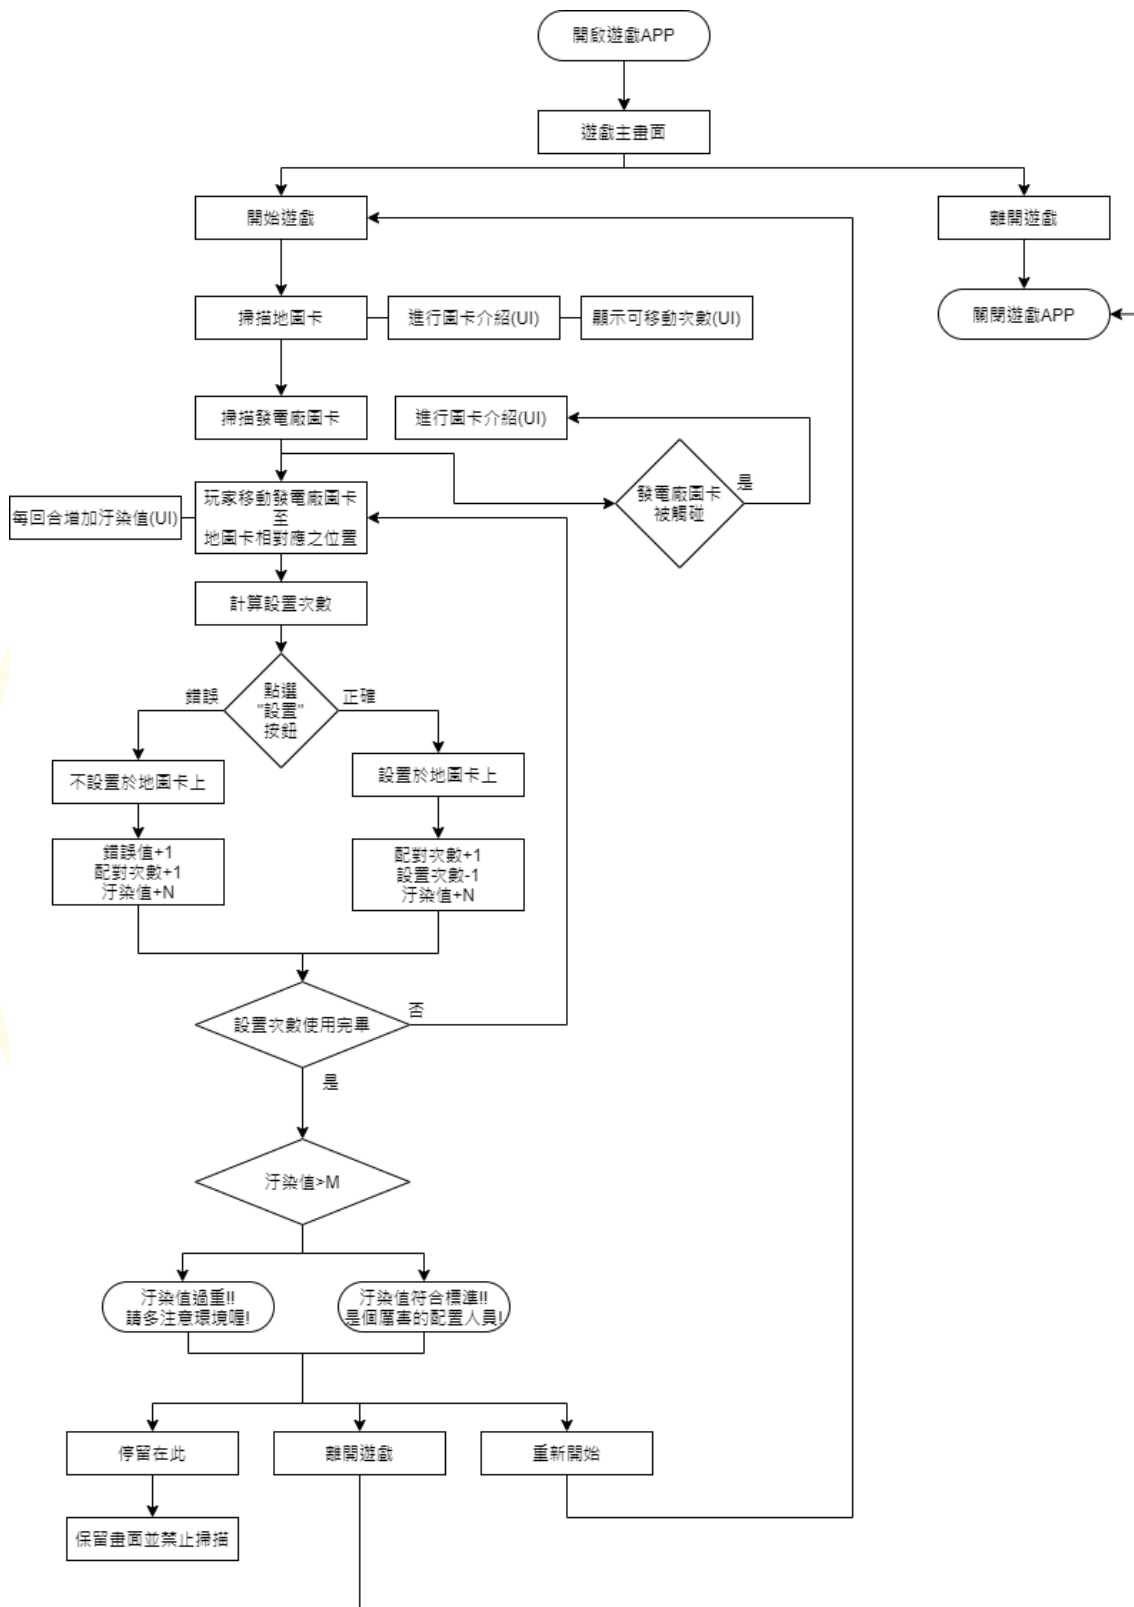 開啟遊戲APP
遊戲主畫面
開始遊戲
離開遊戲
掃描地圖卡
進行圖卡介紹(UI)
顯示可移動次數(UI)
關閉遊戲APP
掃描發電廠圖卡
進行圖卡介紹(UI)
發電廠圖卡
被觸碰
是
每回合增加汙染值(UI)
玩家移動發電廠圖卡
至
地圖卡相對應之位置
計算設置次數
點選
"設置"
按鈕
錯誤
正確
不設置於地圖卡上
設置於地圖卡上
錯誤值+1
配對次數+1
汙染值+N
配對次數+1
設置次數-1
汙染值+N
設置次數使用完畢
否
是
汙染值>M
汙染值過重!!
請多注意環境喔!
汙染值符合標準!!
是個厲害的配置人員!
停留在此
離開遊戲
重新開始
保留畫面並禁止掃描